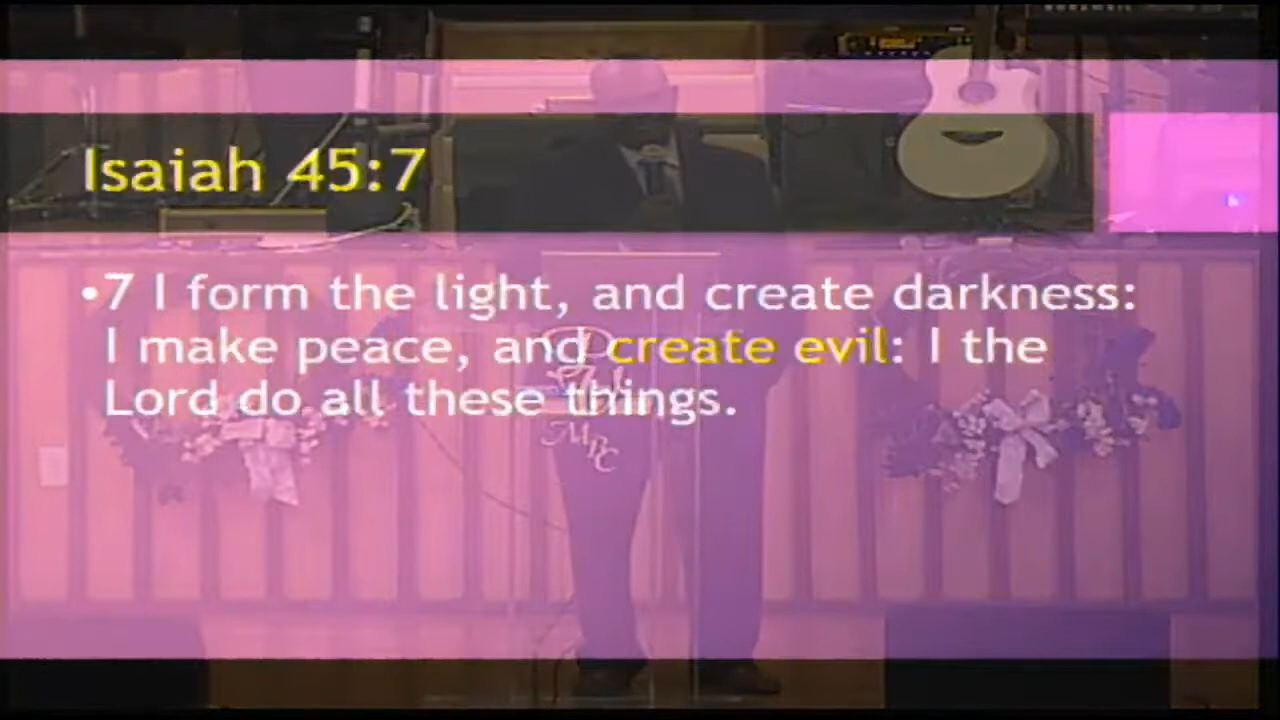 Isaiah 45:7
•7 I form the light, and create darkness:
I make peace, and create evil: I the
Lord do all these things.
MBC